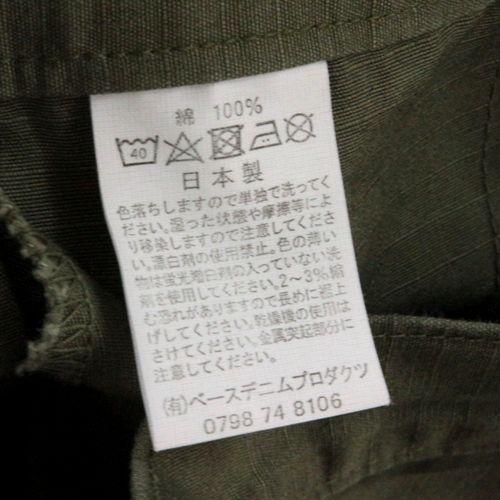 綿 100%
40
日本製
色落ちしますので単独で洗ってく
ださい。湿った状態や摩擦等によ
り移染しますので注意してくださ
い。漂白剤の使用禁止。色の薄い
物は蛍光増白剤の入っていない洗
剤を使用してください。2～3%縮
む恐れがありますので長めに裾上
げしてください。乾燥機の使用は
さけてください。金属突起部分に
注意してください。
(有)ベースデニムプロダクツ
0798 74 8106